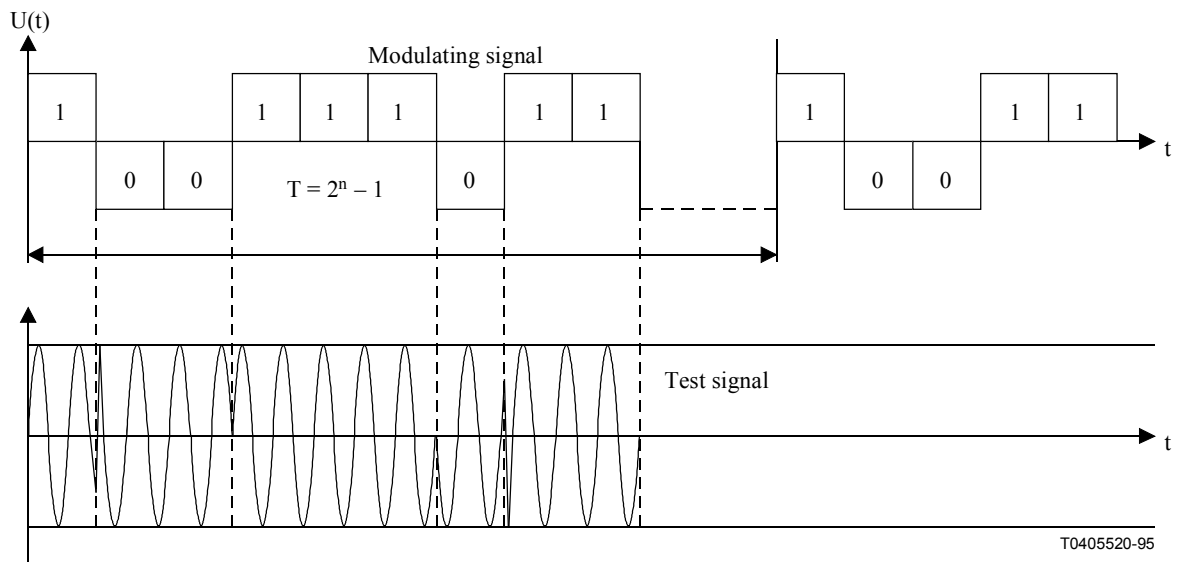 U(t)
Modulating signal
1 1 1 1 1 1 1 1 1
t
0 0 T = 2ⁿ – 1 0 0 0
Test signal
t
T0405520-95